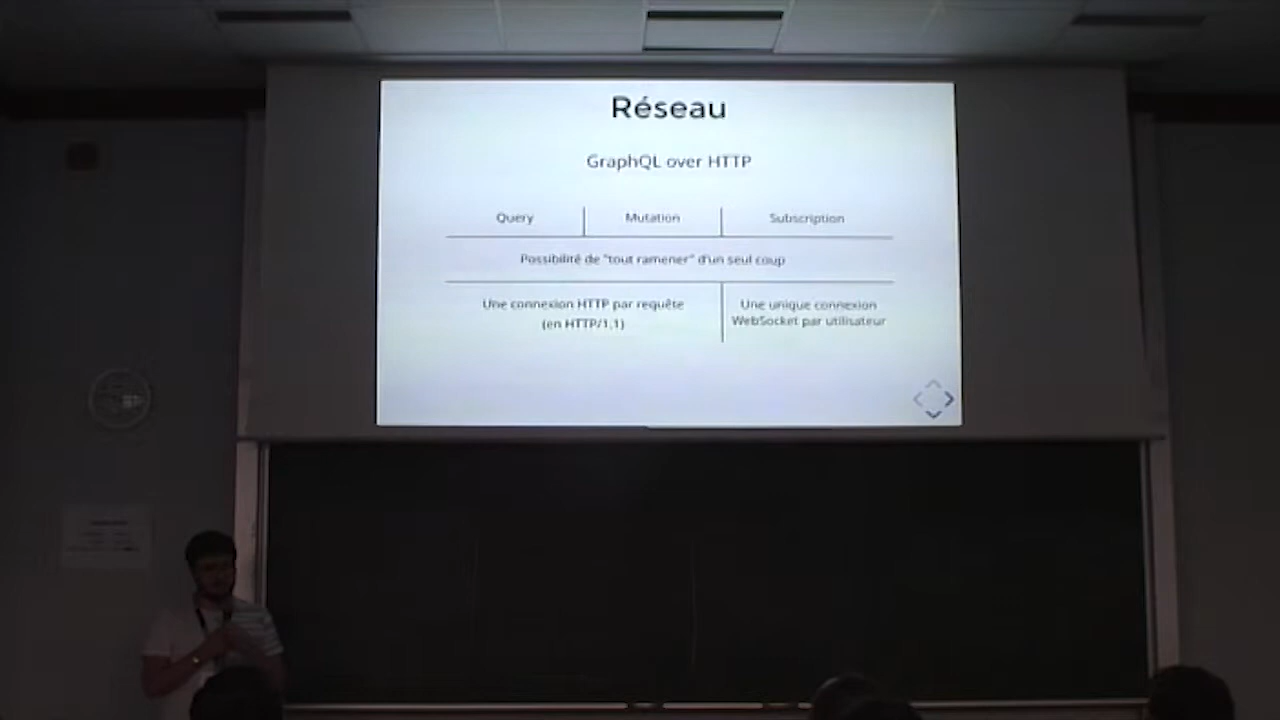 Réseau
GraphQL over HTTP
Query Mutation Subscription
Possibilité de "tout ramener" d'un seul coup
Une connexion HTTP par requête
(en HTTP/1.1)
Une unique connexion
WebSocket par utilisateur